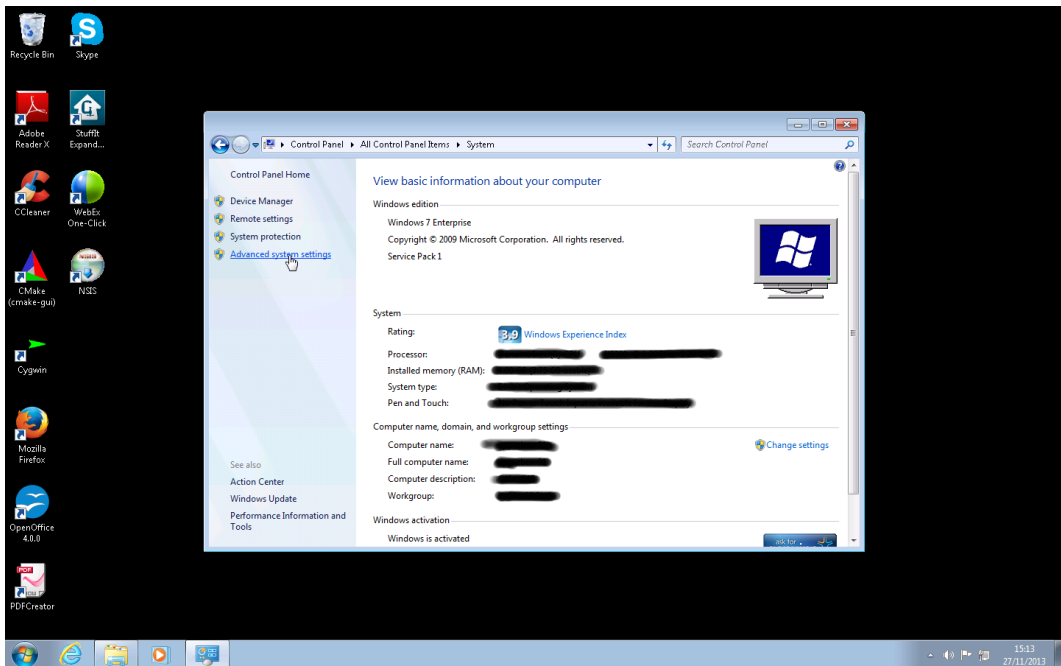 Recycle Bin
Skype
Adobe
Reader X
StuffIt
Expand...
CCleaner
WebEx
One-Click
CMake
(cmake-gui)
NSIS
Cygwin
Mozilla
Firefox
OpenOffice
4.0.0
PDFCreator
Control Panel
All Control Panel Items
System
Search Control Panel
Control Panel Home
Device Manager
Remote settings
System protection
Advanced system settings
See also
Action Center
Windows Update
Performance Information and
Tools
View basic information about your computer
Windows edition
Windows 7 Enterprise
Copyright © 2009 Microsoft Corporation. All rights reserved.
Service Pack 1
System
Rating:
3,9 Windows Experience Index
Processor:
Installed memory (RAM):
System type:
Pen and Touch:
Computer name, domain, and workgroup settings
Computer name:
Change settings
Full computer name:
Computer description:
Workgroup:
Windows activation
Windows is activated
ask for
15:13
27/11/2013